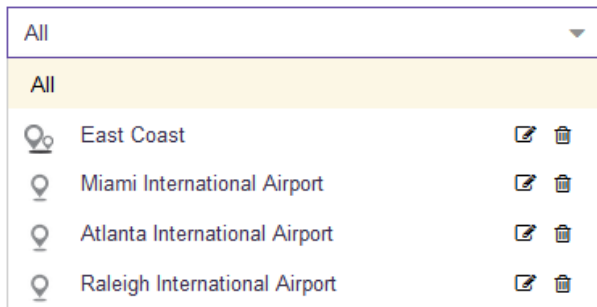 All
All
East Coast
Miami International Airport
Atlanta International Airport
Raleigh International Airport